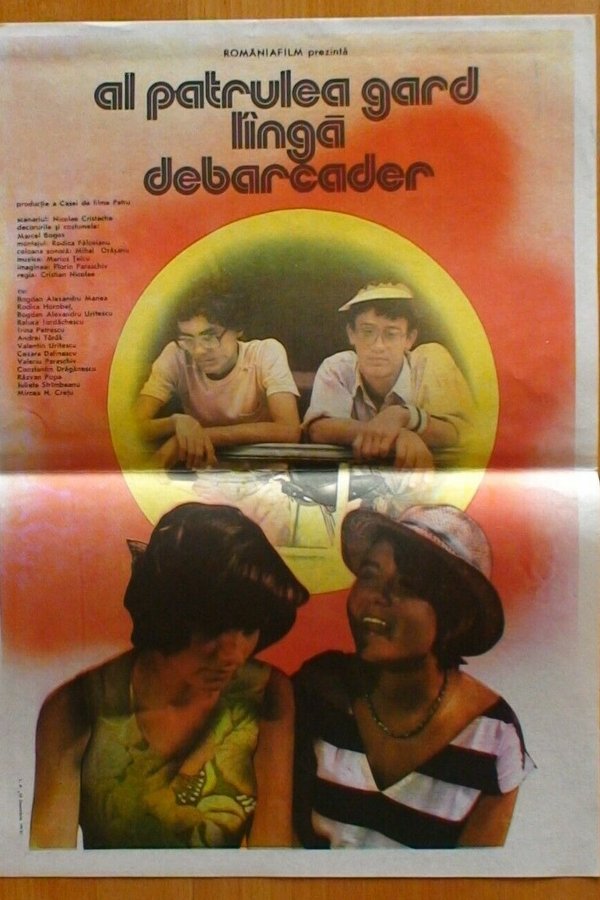 ROMÂNIAFILM prezintă
al patrulea gard
lîngă
debarcader
producție a Casei de filme Patru
scenariul: Nicolae Cristache
decorurile și costumele:
Marcel Bogos
montajul: Rodica Fălcoianu
coloana sonoră: Mihai Orășanu
muzica: Marius Țeicu
imaginea: Florin Paraschiv
regia: Cristian Nicolae
cu:
Bogdan Alexandru Manea
Rodica Horobeț,
Bogdan Alexandru Uritescu
Raluca Iordăchescu
Irina Petrescu
Andrei Török
Valentin Uritescu
Cezara Dafinescu
Valeriu Paraschiv
Constantin Drăgănescu
Răzvan Popa
Julieta Strîmbeanu
Mircea N. Crețu